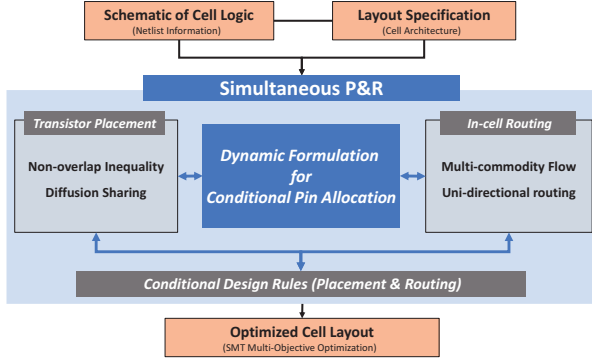 Schematic of Cell Logic
(Netlist Information)
Layout Specification
(Cell Architecture)
Simultaneous P&R
Transistor Placement
Non-overlap Inequality
Diffusion Sharing
Dynamic Formulation
for
Conditional Pin Allocation
In-cell Routing
Multi-commodity Flow
Uni-directional routing
Conditional Design Rules (Placement & Routing)
Optimized Cell Layout
(SMT Multi-Objective Optimization)